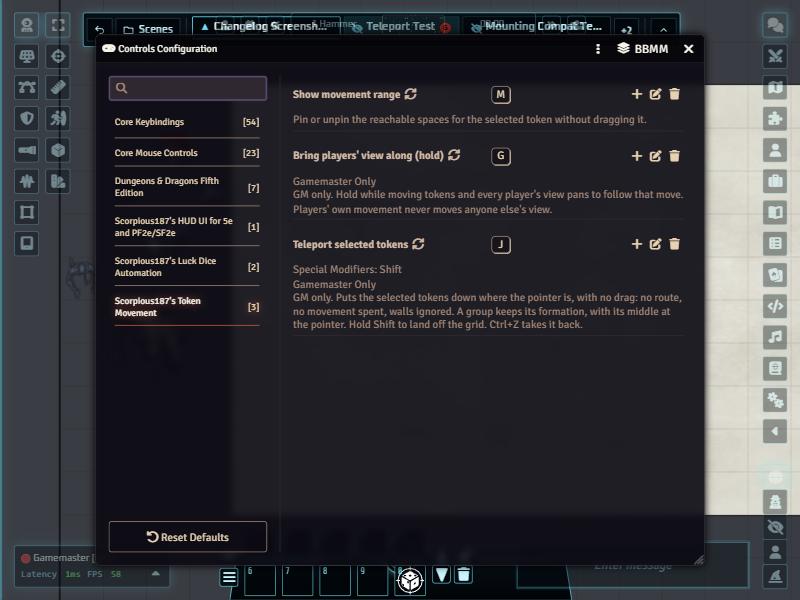 Scenes
Changelog Screensh...
Teleport Test
Mounting Compat Te...
+2
Controls Configuration
BBMM
Core Keybindings [54]
Core Mouse Controls [23]
Dungeons & Dragons Fifth
Edition [7]
Scorpious187's HUD UI for 5e
and PF2e/SF2e [1]
Scorpious187's Luck Dice
Automation [2]
Scorpious187's Token
Movement [3]
Reset Defaults
Show movement range M
Pin or unpin the reachable spaces for the selected token without dragging it.
Bring players' view along (hold) G
Gamemaster Only
GM only. Hold while moving tokens and every player's view pans to follow that move.
Players' own movement never moves anyone else's view.
Teleport selected tokens J
Special Modifiers: Shift
Gamemaster Only
GM only. Puts the selected tokens down where the pointer is, with no drag: no route,
no movement spent, walls ignored. A group keeps its formation, with its middle at
the pointer. Hold Shift to land off the grid. Ctrl+Z takes it back.
Gamemaster [
Latency 1ms FPS 58
6 7 8 9
Enter message